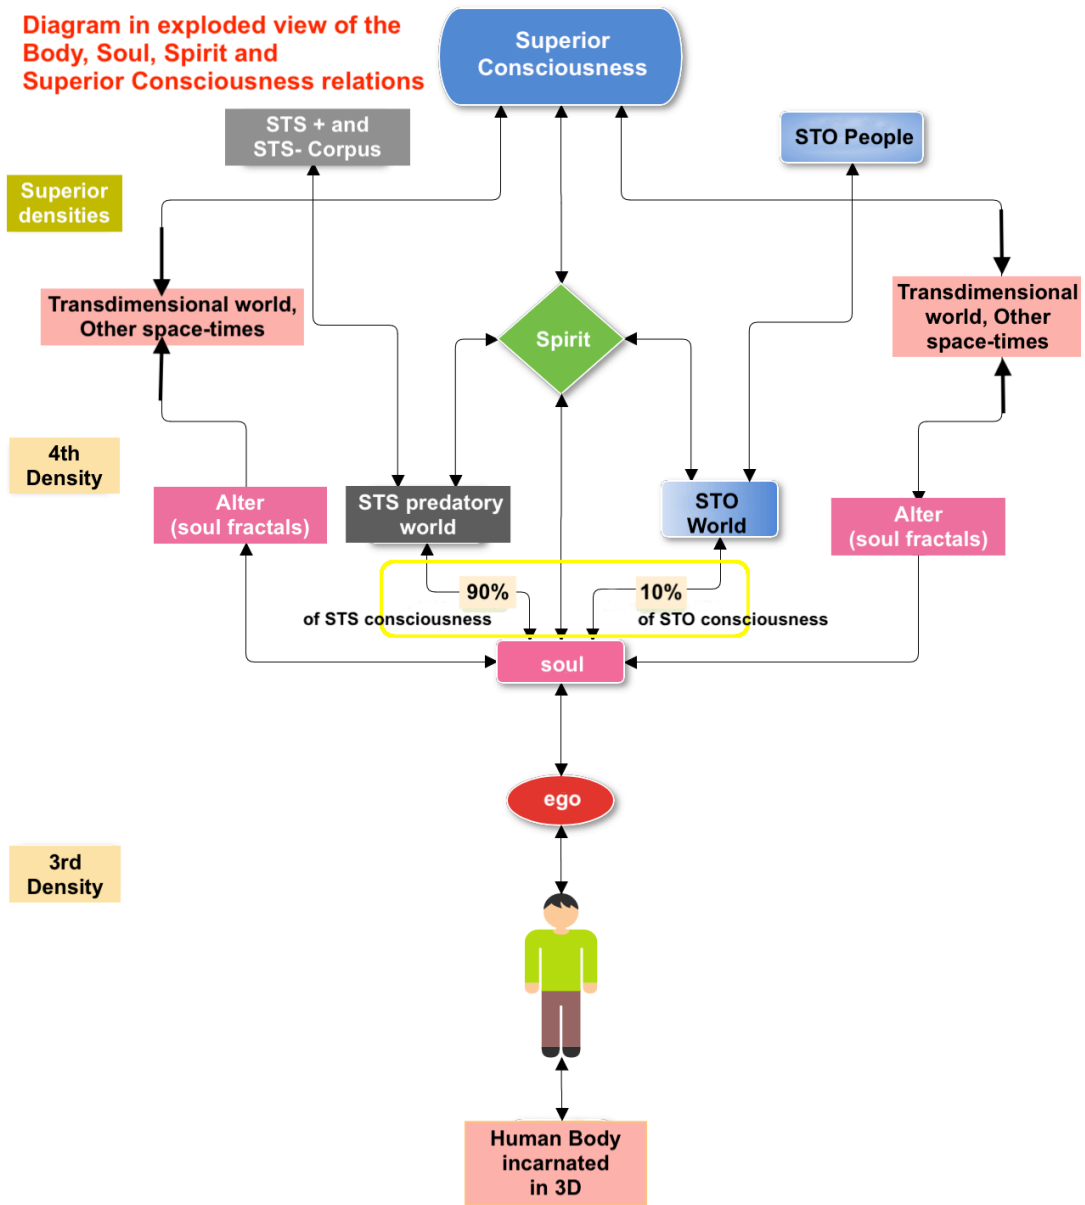 Diagram in exploded view of the
Body, Soul, Spirit and
Superior Consciousness relations
Superior
Consciousness
STS + and
STS- Corpus
STO People
Superior
densities
Transdimensional world,
Other space-times
Spirit
Transdimensional
world, Other
space-times
4th
Density
Alter
(soul fractals)
STS predatory
world
STO
World
Alter
(soul fractals)
90%
10%
of STS consciousness
of STO consciousness
soul
ego
3rd
Density
Human Body
incarnated
in 3D